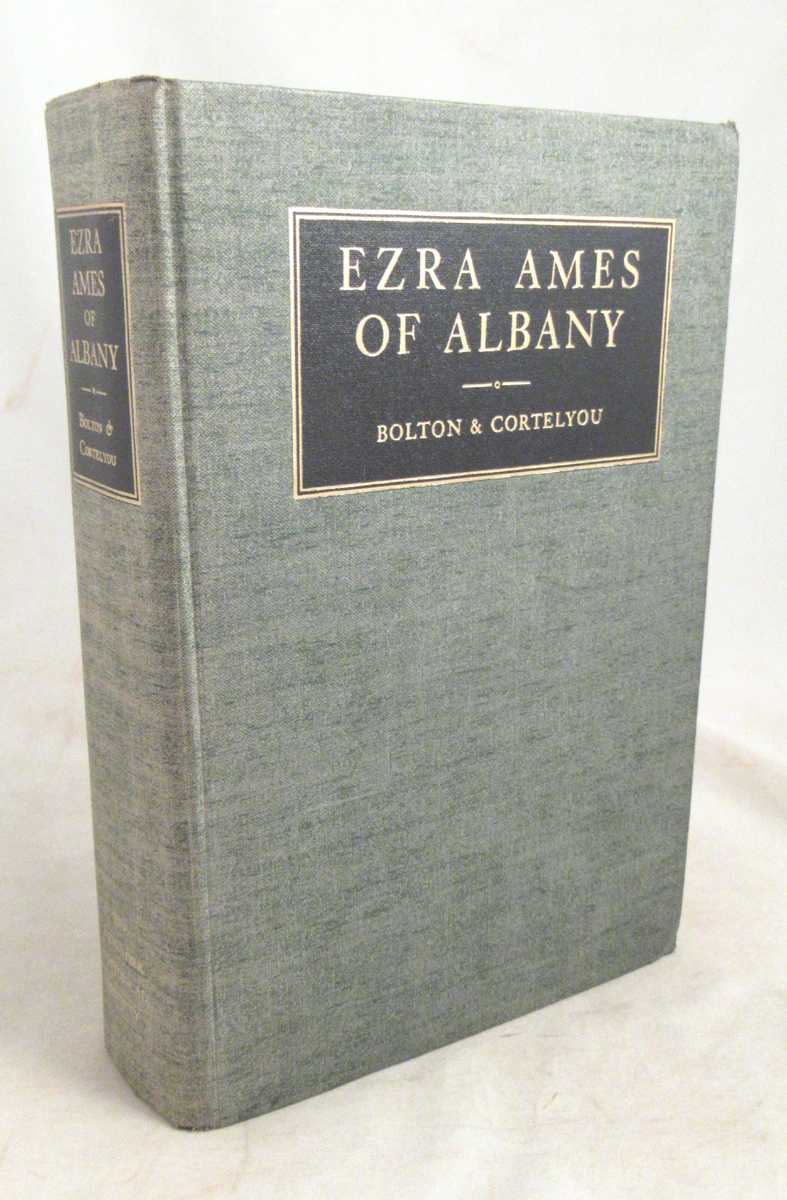 EZRA
AMES
OF
ALBANY
BOLTON &
CORTELYOU
EZRA AMES
OF ALBANY
BOLTON & CORTELYOU